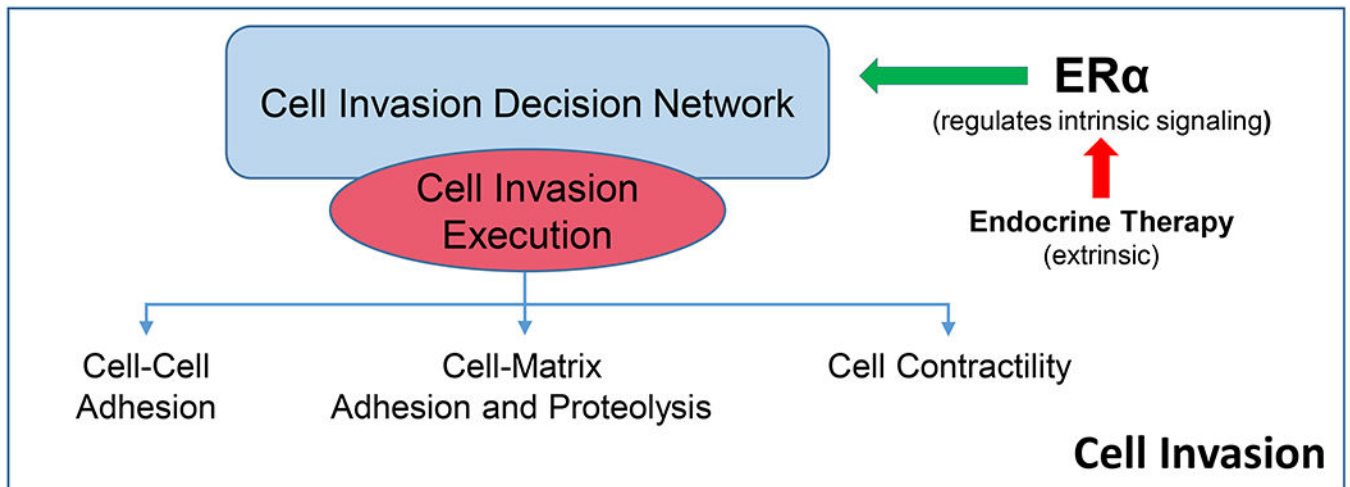 Cell Invasion Decision Network
Cell Invasion
Execution
ERα
(regulates intrinsic signaling)
Endocrine Therapy
(extrinsic)
Cell-Cell
Adhesion
Cell-Matrix
Adhesion and Proteolysis
Cell Contractility
Cell Invasion